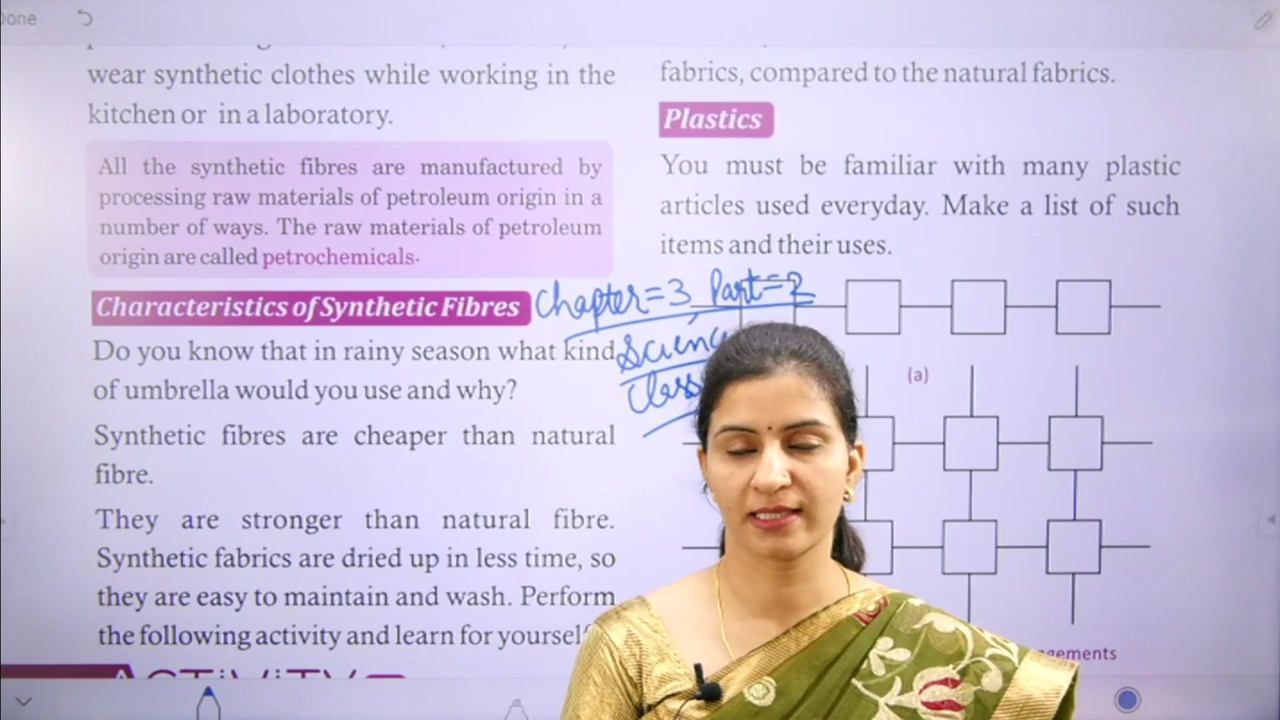 wear synthetic clothes while working in the
kitchen or in a laboratory.
All the synthetic fibres are manufactured by
processing raw materials of petroleum origin in a
number of ways. The raw materials of petroleum
origin are called petrochemicals.
Characteristics of Synthetic Fibres
Do you know that in rainy season what kind
of umbrella would you use and why?
Synthetic fibres are cheaper than natural
fibre.
They are stronger than natural fibre.
Synthetic fabrics are dried up in less time, so
they are easy to maintain and wash. Perform
the following activity and learn for yourself
ACTiViTY
Chapter=3, Part=2
Scienc
Class
fabrics, compared to the natural fabrics.
Plastics
You must be familiar with many plastic
articles used everyday. Make a list of such
items and their uses.
(a)